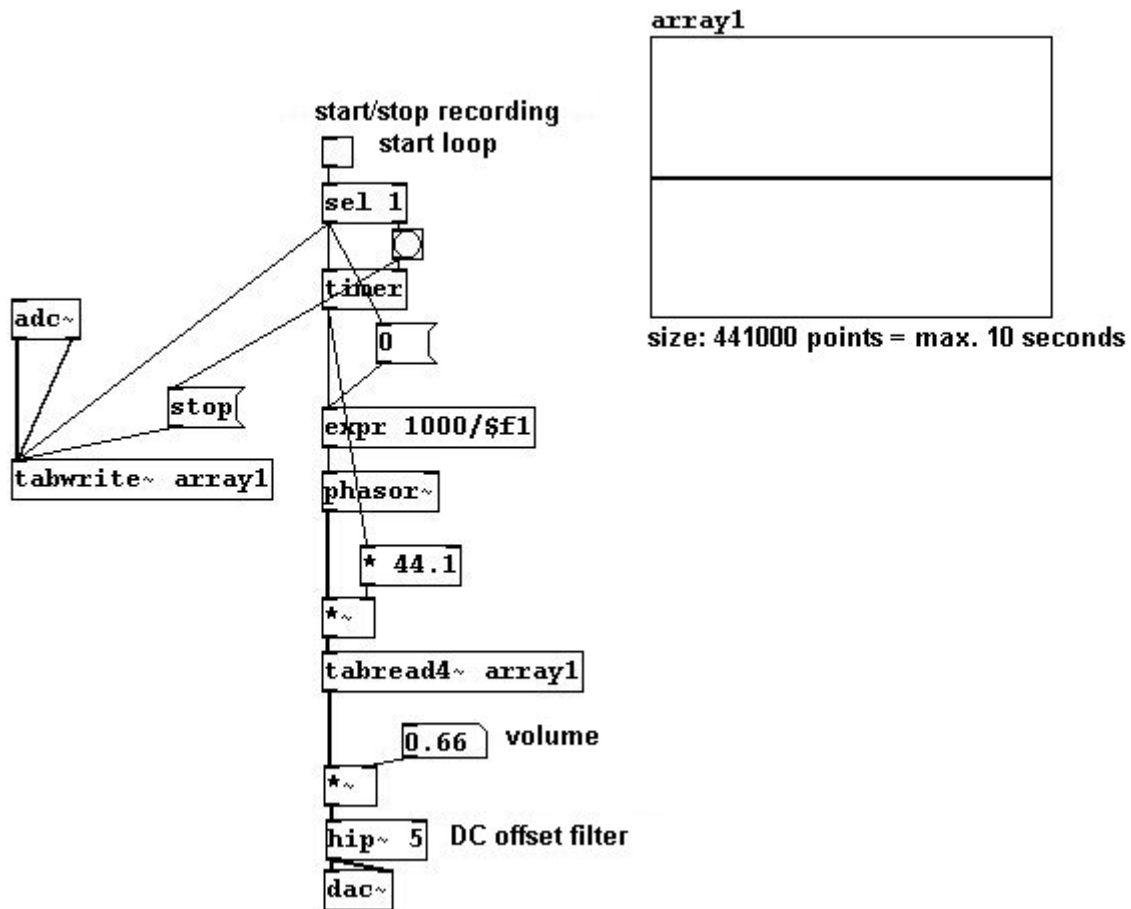 array1
start/stop recording
start loop
sel 1
timer
adc~
0
stop
size: 441000 points = max. 10 seconds
expr 1000/$f1
tabwrite~ array1
phasor~
* 44.1
*~
tabread4~ array1
0.66
volume
*~
hip~ 5
DC offset filter
dac~